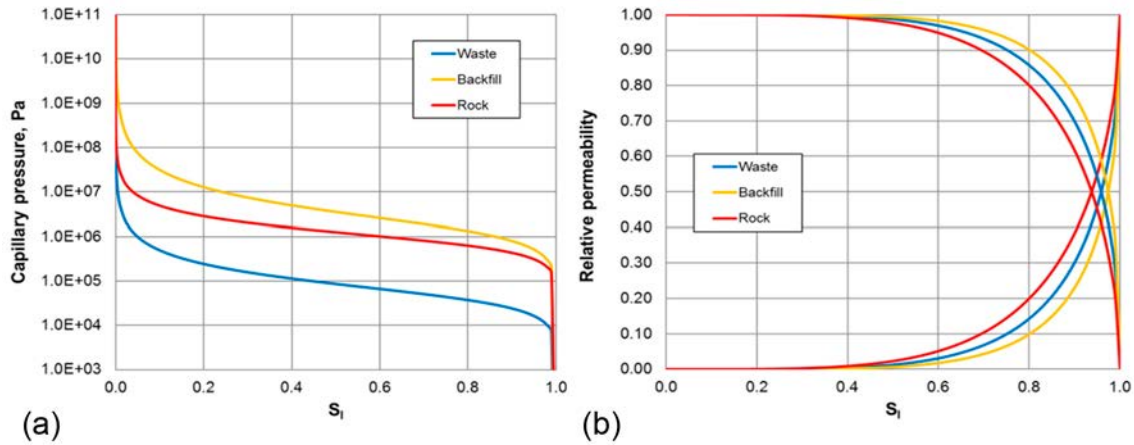 1.0E+11
1.0E+10
1.0E+09
1.0E+08
1.0E+07
1.0E+06
1.0E+05
1.0E+04
1.0E+03
Capillary pressure, Pa
Waste
Backfill
Rock
0.0 0.2 0.4 0.6 0.8 1.0
Sl
(a)
1.00
0.90
0.80
0.70
0.60
0.50
0.40
0.30
0.20
0.10
0.00
Relative permeability
Waste
Backfill
Rock
0.0 0.2 0.4 0.6 0.8 1.0
Sl
(b)